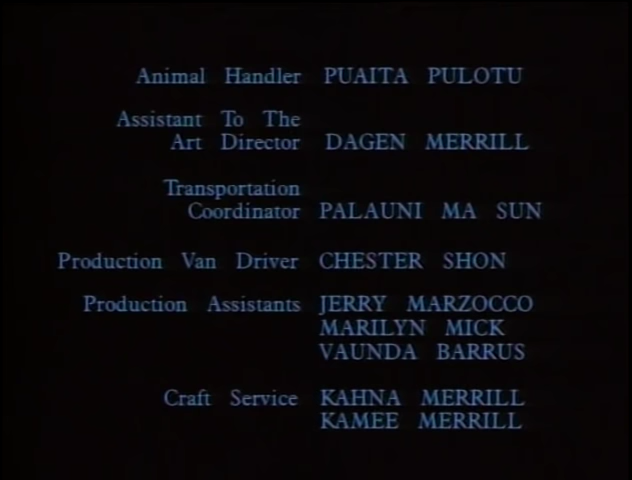 Animal Handler PUAITA PULOTU
Assistant To The
Art Director DAGEN MERRILL
Transportation
Coordinator PALAUNI MA SUN
Production Van Driver CHESTER SHON
Production Assistants JERRY MARZOCCO
MARILYN MICK
VAUNDA BARRUS
Craft Service KAHNA MERRILL
KAMEE MERRILL